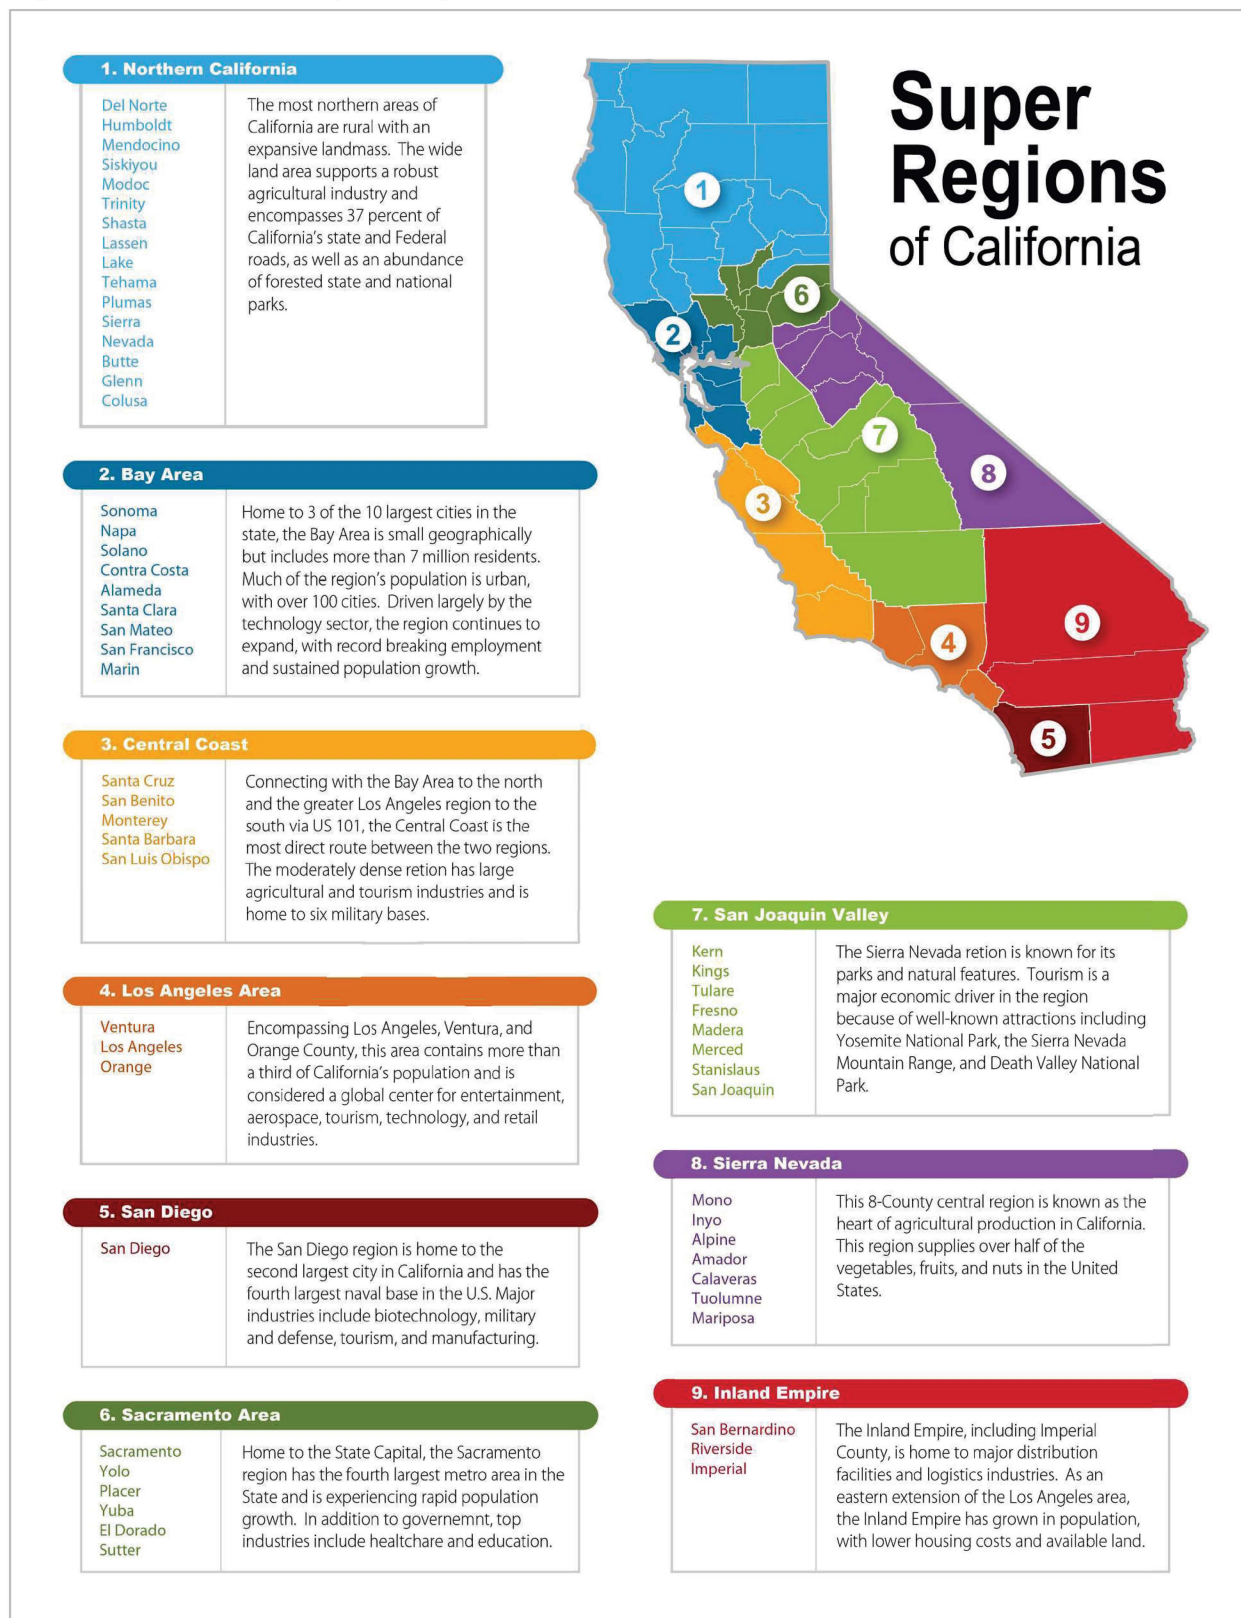 Super
Regions
of California
1
2
3
4
5
6
7
8
9
1. Northern California
Del Norte
Humboldt
Mendocino
Siskiyou
Modoc
Trinity
Shasta
Lassen
Lake
Tehama
Plumas
Sierra
Nevada
Butte
Glenn
Colusa
The most northern areas of
California are rural with an
expansive landmass. The wide
land area supports a robust
agricultural industry and
encompasses 37 percent of
California's state and Federal
roads, as well as an abundance
of forested state and national
parks.
2. Bay Area
Sonoma
Napa
Solano
Contra Costa
Alameda
Santa Clara
San Mateo
San Francisco
Marin
Home to 3 of the 10 largest cities in the
state, the Bay Area is small geographically
but includes more than 7 million residents.
Much of the region's population is urban,
with over 100 cities. Driven largely by the
technology sector, the region continues to
expand, with record breaking employment
and sustained population growth.
3. Central Coast
Santa Cruz
San Benito
Monterey
Santa Barbara
San Luis Obispo
Connecting with the Bay Area to the north
and the greater Los Angeles region to the
south via US 101, the Central Coast is the
most direct route between the two regions.
The moderately dense retion has large
agricultural and tourism industries and is
home to six military bases.
4. Los Angeles Area
Ventura
Los Angeles
Orange
Encompassing Los Angeles, Ventura, and
Orange County, this area contains more than
a third of California's population and is
considered a global center for entertainment,
aerospace, tourism, technology, and retail
industries.
5. San Diego
San Diego
The San Diego region is home to the
second largest city in California and has the
fourth largest naval base in the U.S. Major
industries include biotechnology, military
and defense, tourism, and manufacturing.
6. Sacramento Area
Sacramento
Yolo
Placer
Yuba
El Dorado
Sutter
Home to the State Capital, the Sacramento
region has the fourth largest metro area in the
State and is experiencing rapid population
growth. In addition to governemnt, top
industries include healtchare and education.
7. San Joaquin Valley
Kern
Kings
Tulare
Fresno
Madera
Merced
Stanislaus
San Joaquin
The Sierra Nevada retion is known for its
parks and natural features. Tourism is a
major economic driver in the region
because of well-known attractions including
Yosemite National Park, the Sierra Nevada
Mountain Range, and Death Valley National
Park.
8. Sierra Nevada
Mono
Inyo
Alpine
Amador
Calaveras
Tuolumne
Mariposa
This 8-County central region is known as the
heart of agricultural production in California.
This region supplies over half of the
vegetables, fruits, and nuts in the United
States.
9. Inland Empire
San Bernardino
Riverside
Imperial
The Inland Empire, including Imperial
County, is home to major distribution
facilities and logistics industries. As an
eastern extension of the Los Angeles area,
the Inland Empire has grown in population,
with lower housing costs and available land.